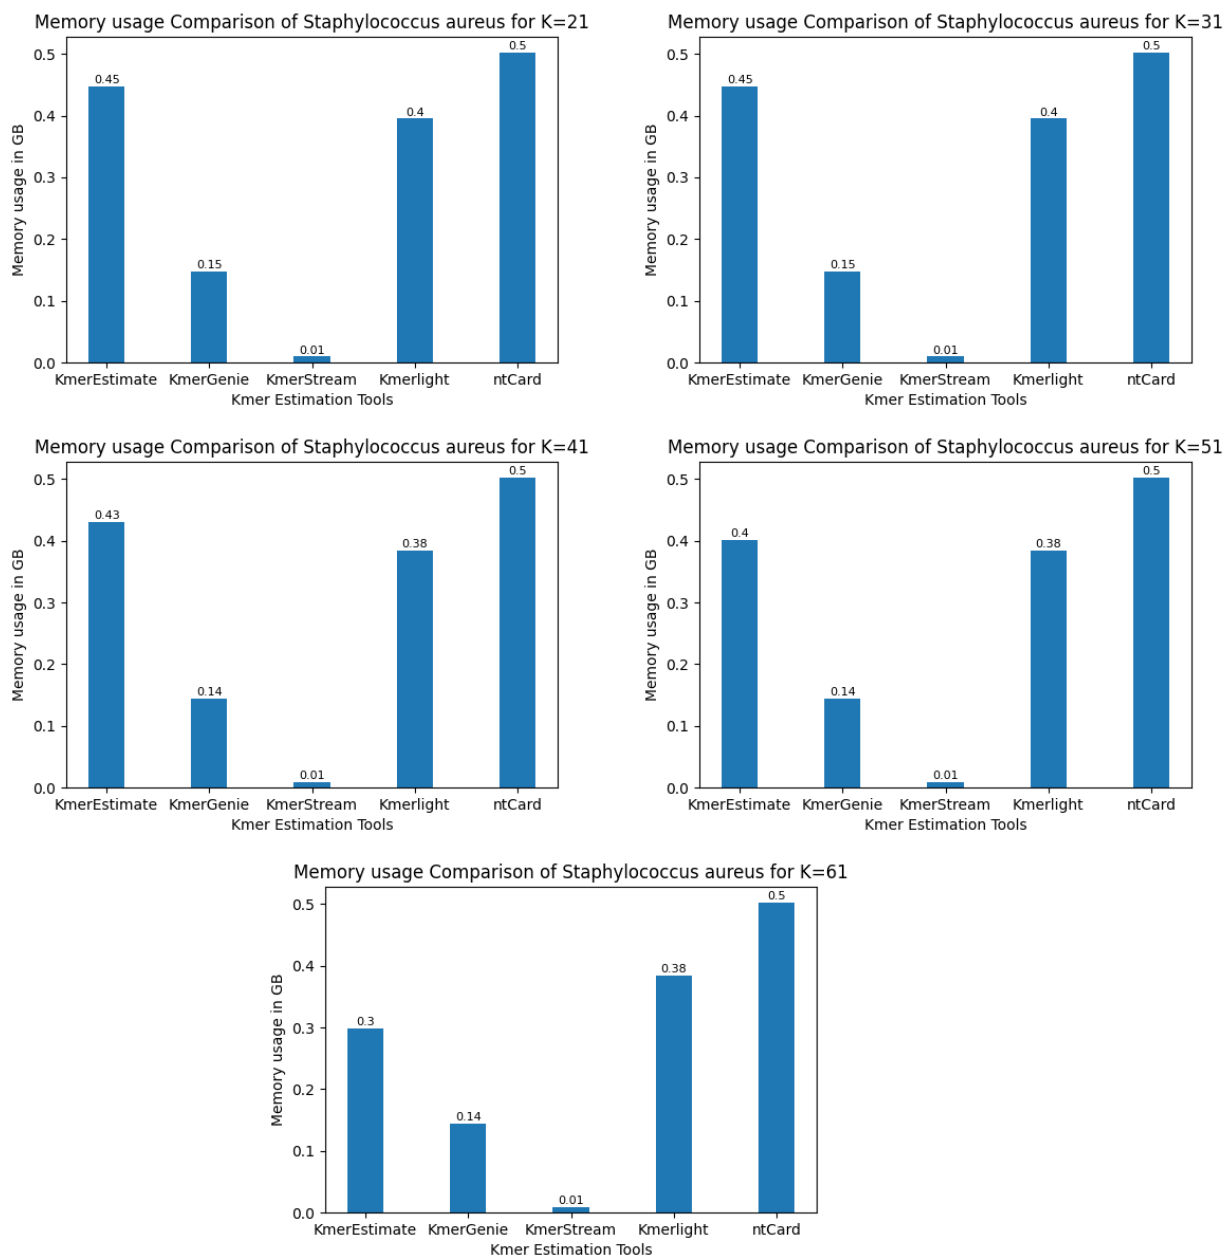 Memory usage Comparison of Staphylococcus aureus for K=21
Memory usage in GB
0.5
0.4
0.3
0.2
0.1
0.0
0.45
0.15
0.01
0.4
0.5
KmerEstimate KmerGenie KmerStream Kmerlight ntCard
Kmer Estimation Tools
Memory usage Comparison of Staphylococcus aureus for K=31
Memory usage in GB
0.5
0.4
0.3
0.2
0.1
0.0
0.45
0.15
0.01
0.4
0.5
KmerEstimate KmerGenie KmerStream Kmerlight ntCard
Kmer Estimation Tools
Memory usage Comparison of Staphylococcus aureus for K=41
Memory usage in GB
0.5
0.4
0.3
0.2
0.1
0.0
0.43
0.14
0.01
0.38
0.5
KmerEstimate KmerGenie KmerStream Kmerlight ntCard
Kmer Estimation Tools
Memory usage Comparison of Staphylococcus aureus for K=51
Memory usage in GB
0.5
0.4
0.3
0.2
0.1
0.0
0.4
0.14
0.01
0.38
0.5
KmerEstimate KmerGenie KmerStream Kmerlight ntCard
Kmer Estimation Tools
Memory usage Comparison of Staphylococcus aureus for K=61
Memory usage in GB
0.5
0.4
0.3
0.2
0.1
0.0
0.3
0.14
0.01
0.38
0.5
KmerEstimate KmerGenie KmerStream Kmerlight ntCard
Kmer Estimation Tools